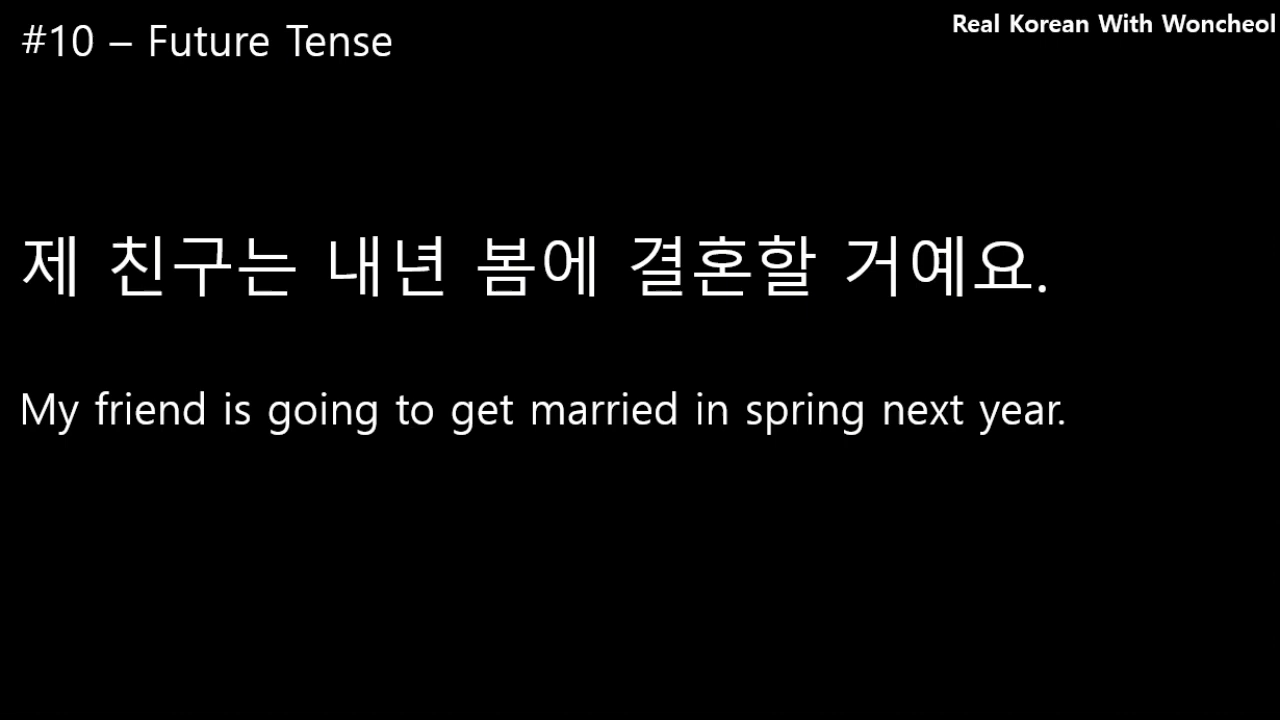 #10 – Future Tense
Real Korean With Woncheol
제 친구는 내년 봄에 결혼할 거예요.
My friend is going to get married in spring next year.